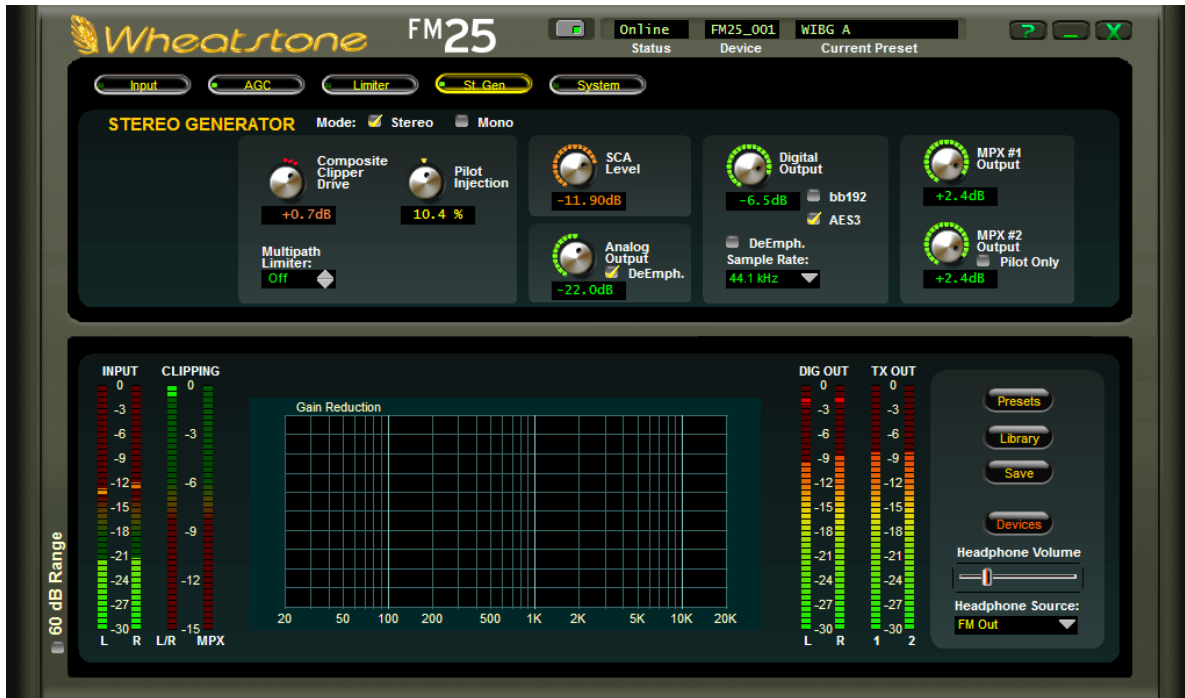 Wheatstone
FM25
Online FM25_001 WIBG A
Status Device Current Preset
? _ X
Input AGC Limiter St. Gen System
STEREO GENERATOR Mode: Stereo Mono
Composite Clipper Drive
+0.7dB
Pilot Injection
10.4 %
Multipath Limiter:
Off
SCA Level
-11.90dB
Analog Output
DeEmph.
-22.0dB
Digital Output
-6.5dB
bb192
AES3
DeEmph.
Sample Rate:
44.1 kHz
MPX #1 Output
+2.4dB
MPX #2 Output
Pilot Only
+2.4dB
60 dB Range
INPUT
0
-3
-6
-9
-12
-15
-18
-21
-24
-27
-30
L R
CLIPPING
0
-3
-6
-9
-12
-15
L/R MPX
Gain Reduction
20 50 100 200 500 1K 2K 5K 10K 20K
DIG OUT
0
-3
-6
-9
-12
-15
-18
-21
-24
-27
-30
L R
TX OUT
0
-3
-6
-9
-12
-15
-18
-21
-24
-27
-30
1 2
Presets
Library
Save
Devices
Headphone Volume
Headphone Source:
FM Out